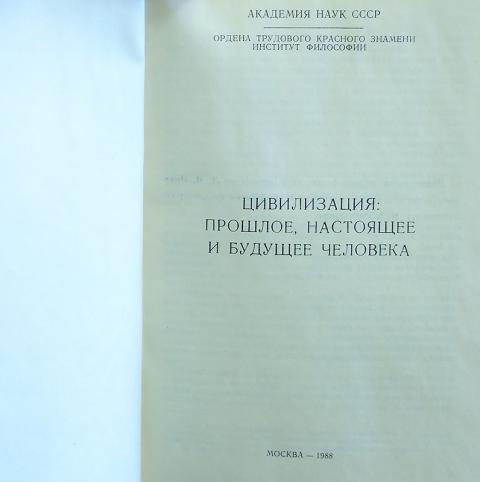 АКАДЕМИЯ НАУК СССР
ОРДЕНА ТРУДОВОГО КРАСНОГО ЗНАМЕНИ
ИНСТИТУТ ФИЛОСОФИИ
ЦИВИЛИЗАЦИЯ:
ПРОШЛОЕ, НАСТОЯЩЕЕ
И БУДУЩЕЕ ЧЕЛОВЕКА
МОСКВА — 1988